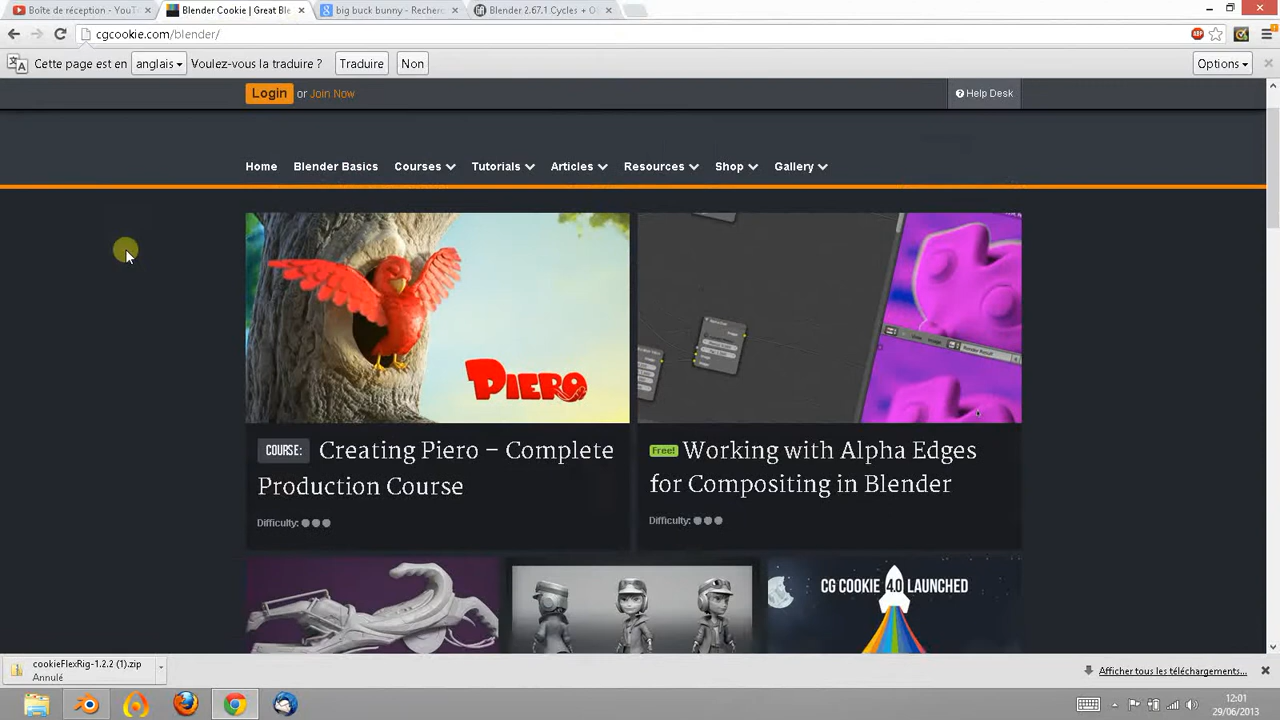 Boîte de réception - YouT
Blender Cookie | Great Ble
big buck bunny - Recherc
Blender 2.67.1 Cycles + O
cgcookie.com/blender/
Cette page est en anglais Voulez-vous la traduire ? Traduire Non Options
Login or Join Now
Help Desk
Home Blender Basics Courses Tutorials Articles Resources Shop Gallery
PIERO
COURSE: Creating Piero – Complete
Production Course
Difficulty:
Free! Working with Alpha Edges
for Compositing in Blender
Difficulty:
CG COOKIE 4.0 LAUNCHED
cookieFlexRig-1.2.2 (1).zip
Annulé
Afficher tous les téléchargements...
12:01
29/06/2013